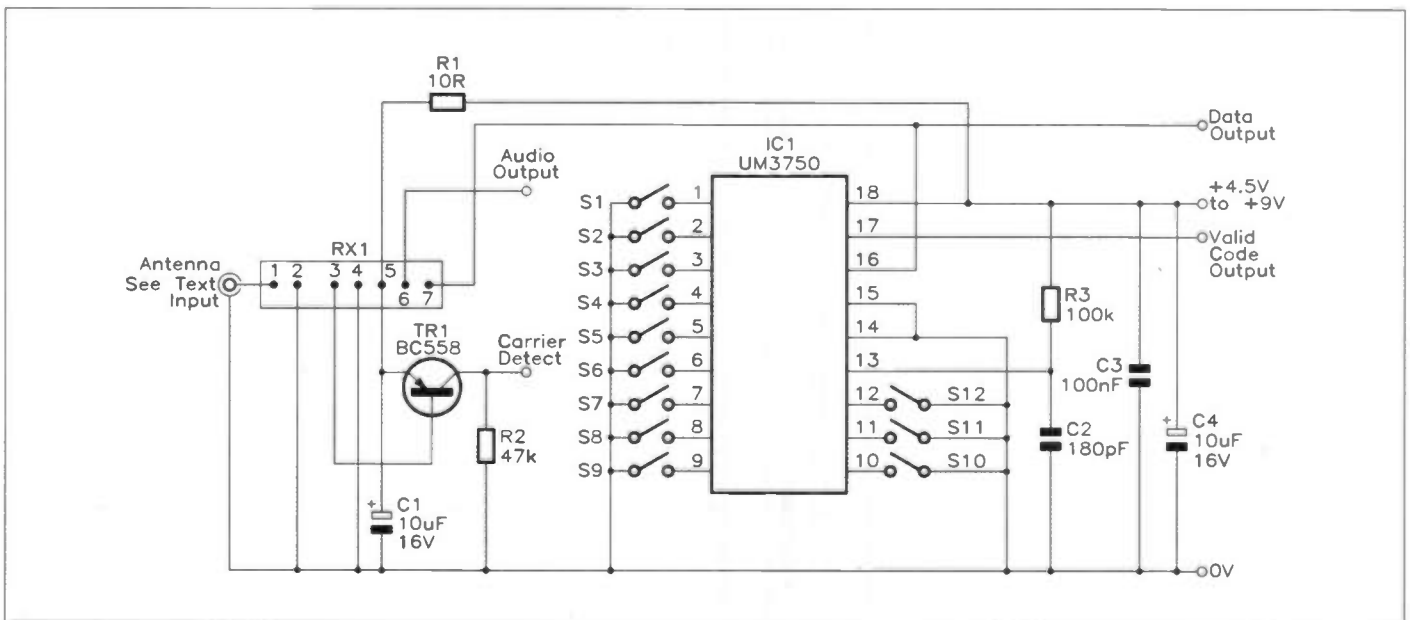 R1
10R
Data
Output
IC1
UM3750
Audio
Output
+4.5V
to +9V
S1
1
18
S2
2
17
Valid
Code
Output
RX1
S3
3
16
Antenna
See Text
Input
1 2 3 4 5
6 7
S4
4
15
R3
100k
S5
5
14
TR1
BC558
Carrier
Detect
S6
6
13
C3
100nF
S7
7
12
S12
R2
47k
S8
8
11
S11
C2
180pF
+
C4
10uF
16V
S9
9
10
S10
+
C1
10uF
16V
0V